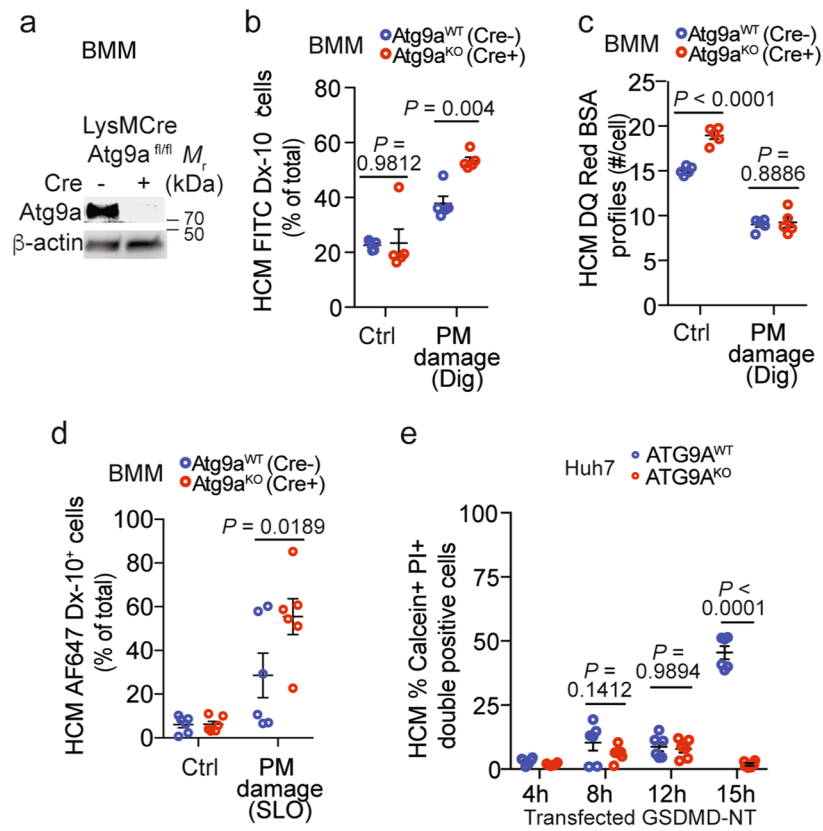 a
BMM
LysMCre
Atg9a fl/fl Mr
Cre - + (kDa)
Atg9a
70
50
β-actin
b
BMM
Atg9aWT (Cre-)
Atg9aKO (Cre+)
HCM FITC Dx-10+ cells
(% of total)
80
60
40
20
0
P =
0.9812
P = 0.004
Ctrl
PM
damage
(Dig)
c
BMM
Atg9aWT (Cre-)
Atg9aKO (Cre+)
HCM DQ Red BSA
profiles (#/cell)
25
20
15
10
5
0
P < 0.0001
P =
0.8886
Ctrl
PM
damage
(Dig)
d
BMM
Atg9aWT (Cre-)
Atg9aKO (Cre+)
HCM AF647 Dx-10+ cells
(% of total)
100
80
60
40
20
0
P = 0.0189
Ctrl
PM
damage
(SLO)
e
Huh7
ATG9AWT
ATG9AKO
HCM % Calcein+ PI+
double positive cells
100
75
50
25
0
P =
0.1412
P =
0.9894
P <
0.0001
4h 8h 12h 15h
Transfected GSDMD-NT